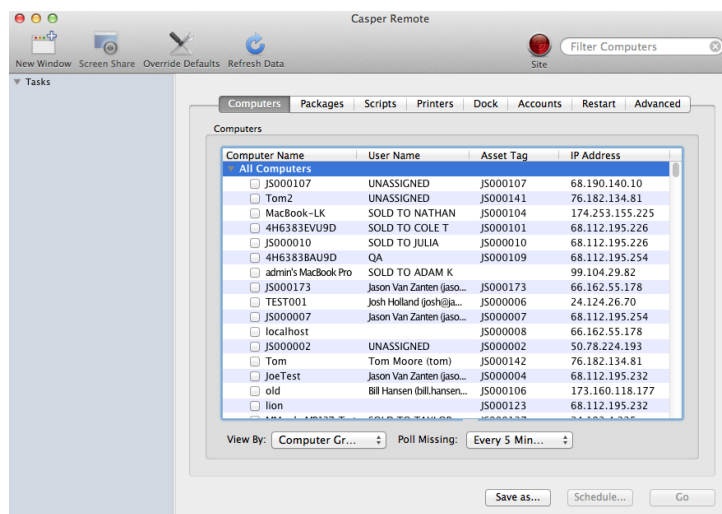 Casper Remote
New Window Screen Share Override Defaults Refresh Data Site Filter Computers
Tasks
Computers Packages Scripts Printers Dock Accounts Restart Advanced
Computers
Computer Name User Name Asset Tag IP Address
All Computers
JS000107 UNASSIGNED JS000107 68.190.140.10
Tom2 UNASSIGNED JS000141 76.182.134.81
MacBook-LK SOLD TO NATHAN JS000104 174.253.155.225
4H6383EVU9D SOLD TO COLE T JS000101 68.112.195.226
JS000010 SOLD TO JULIA JS000010 68.112.195.226
4H6383BAU9D QA JS000109 68.112.195.254
admin's MacBook Pro SOLD TO ADAM K 99.104.29.82
JS000173 Jason Van Zanten (jaso... JS000173 66.162.55.178
TEST001 Josh Holland (josh@ja... JS000006 24.124.26.70
JS000007 Jason Van Zanten (jaso... JS000007 68.112.195.254
localhost JS000008 66.162.55.178
JS000002 UNASSIGNED JS000002 50.78.224.193
Tom Tom Moore (tom) JS000142 76.182.134.81
JoeTest Jason Van Zanten (jaso... JS000004 68.112.195.232
old Bill Hansen (bill.hansen... JS000106 173.160.118.177
lion JS000123 68.112.195.232
View By: Computer Gr... Poll Missing: Every 5 Min...
Save as... Schedule... Go